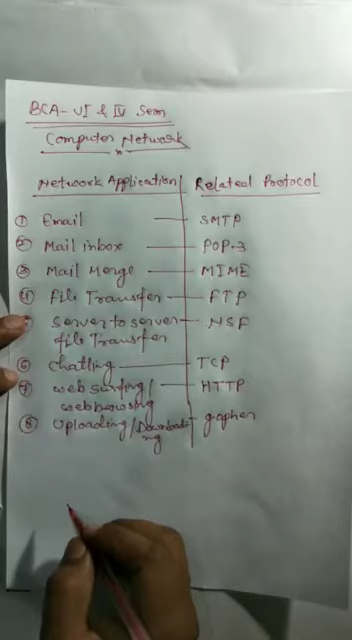 BCA - VI & IV Sem
Computer Network
Network Application Related Protocol
① Email — SMTP
② Mail inbox — POP-3
③ Mail Merge — MIME
④ File Transfer — FTP
Server to server — NSF
file Transfer
⑥ Chatting — TCP
⑦ web surfing/ — HTTP
webbrowsing
⑧ Uploading/Downloadi gopher
ng